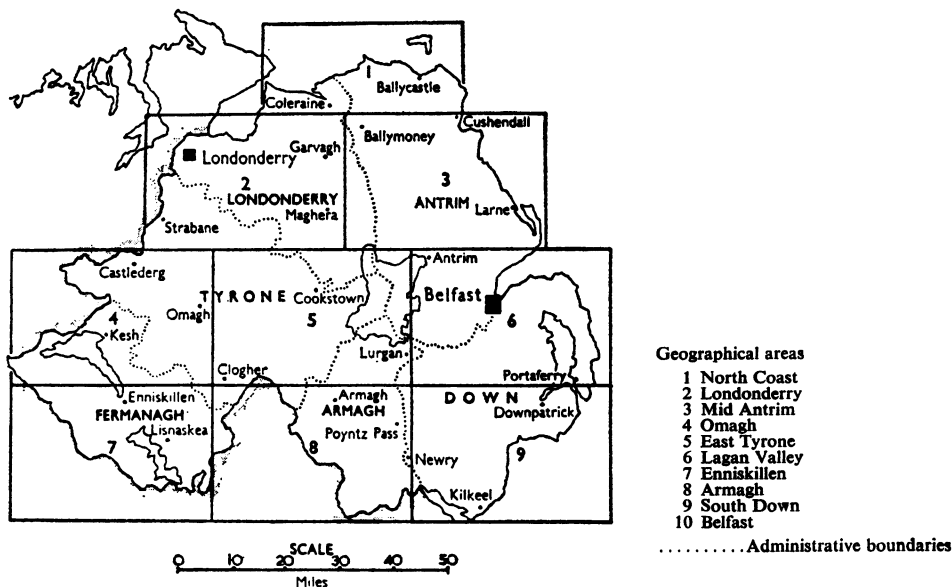 1
Ballycastle
Coleraine
Cushendall
Ballymoney
Garvagh
Londonderry
2
LONDONDERRY
3
ANTRIM
Maghera
Larne
Strabane
Castlederg
Antrim
TYRONE
Cookstown
Belfast
Omagh
4
5
6
Kesh
Lurgan
Clogher
Portaferry
Enniskillen
Armagh
DOWN
FERMANAGH
ARMAGH
Downpatrick
Lisnaskea
Poyntz Pass
7
8
9
Newry
Kilkeel
SCALE
0 10 20 30 40 50
Miles
Geographical areas
1 North Coast
2 Londonderry
3 Mid Antrim
4 Omagh
5 East Tyrone
6 Lagan Valley
7 Enniskillen
8 Armagh
9 South Down
10 Belfast
..........Administrative boundaries